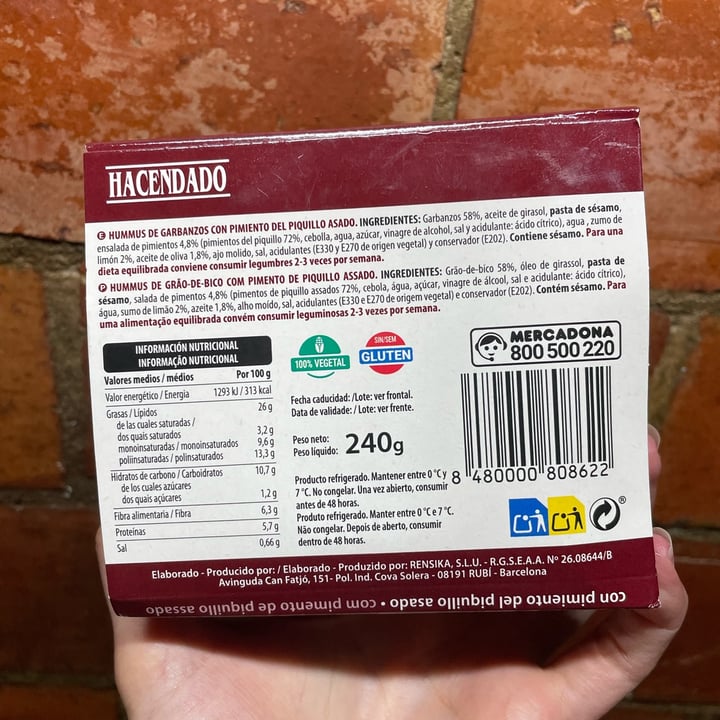 HACENDADO
E HUMMUS DE GARBANZOS CON PIMIENTO DEL PIQUILLO ASADO. INGREDIENTES: Garbanzos 58%, aceite de girasol, pasta de sésamo,
ensalada de pimientos 4,8% (pimientos del piquillo 72%, cebolla, agua, azúcar, vinagre de alcohol, sal y acidulante: ácido cítrico), agua , zumo de
limón 2%, aceite de oliva 1,8%, ajo molido, sal, acidulantes (E330 y E270 de origen vegetal) y conservador (E202). Contiene sésamo. Para una
dieta equilibrada conviene consumir legumbres 2-3 veces por semana.
P HUMMUS DE GRÃO-DE-BICO COM PIMENTO DE PIQUILLO ASSADO. INGREDIENTES: Grão-de-bico 58%, óleo de girassol, pasta de
sésamo, salada de pimentos 4,8% (pimentos de piquillo assados 72%, cebola, água, açúcar, vinagre de álcool, sal e acidulante: ácido cítrico),
água, sumo de limão 2%, azeite 1,8%, alho moído, sal, acidulantes (E330 e E270 de origem vegetal) e conservador (E202). Contém sésamo. Para
uma alimentação equilibrada convém consumir leguminosas 2-3 vezes por semana.
INFORMACIÓN NUTRICIONAL
INFORMAÇÃO NUTRICIONAL
Valores medios / médios Por 100 g
Valor energético / Energia 1293 kJ / 313 kcal
Grasas / Lípidos 26 g
de las cuales saturadas /
dos quais saturados 3,2 g
monoinsaturadas / monoinsaturados 9,6 g
poliinsaturadas / polinsaturados 13,3 g
Hidratos de carbono / Carboidratos 10,7 g
de los cuales azúcares
dos quais açúcares 1,2 g
Fibra alimentaria / Fibra 6,3 g
Proteínas 5,7 g
Sal 0,66 g
100% VEGETAL
SIN/SEM
GLUTEN
Fecha caducidad: / Lote: ver frontal.
Data de validade: / Lote: ver frente.
Peso neto:
Peso líquido: 240g
Producto refrigerado. Mantener entre 0 °C y
7 °C. No congelar. Una vez abierto, consumir
antes de 48 horas.
Produto refrigerado. Manter entre 0 °C e 7 °C.
Não congelar. Depois de aberto, consumir
dentro de 48 horas.
MERCADONA
800 500 220
8 480000 808622
®
Elaborado - Producido por: / Elaborado - Produzido por: RENSIKA, S.L.U. - R.G.S.E.A.A. Nº 26.08644/B
Avinguda Can Fatjó, 151- Pol. Ind. Cova Solera - 08191 RUBÍ - Barcelona
con pimiento del piquillo asado • com pimento de piquillo assado